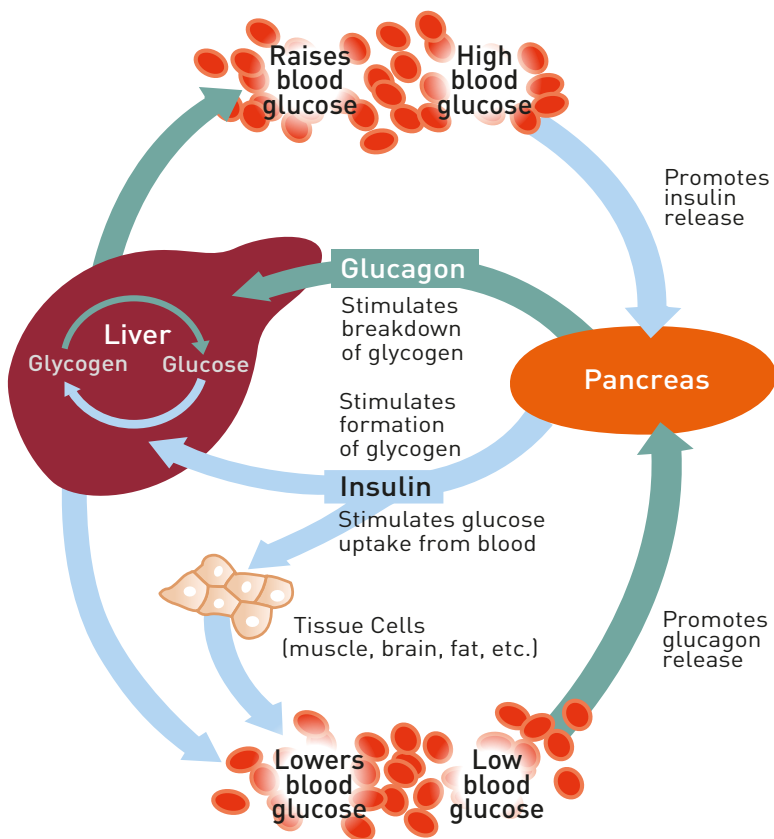 Raises
blood
glucose
High
blood
glucose
Promotes
insulin
release
Glucagon
Stimulates
breakdown
of glycogen
Liver
Glycogen
Glucose
Pancreas
Stimulates
formation
of glycogen
Insulin
Stimulates glucose
uptake from blood
Tissue Cells
(muscle, brain, fat, etc.)
Promotes
glucagon
release
Lowers
blood
glucose
Low
blood
glucose